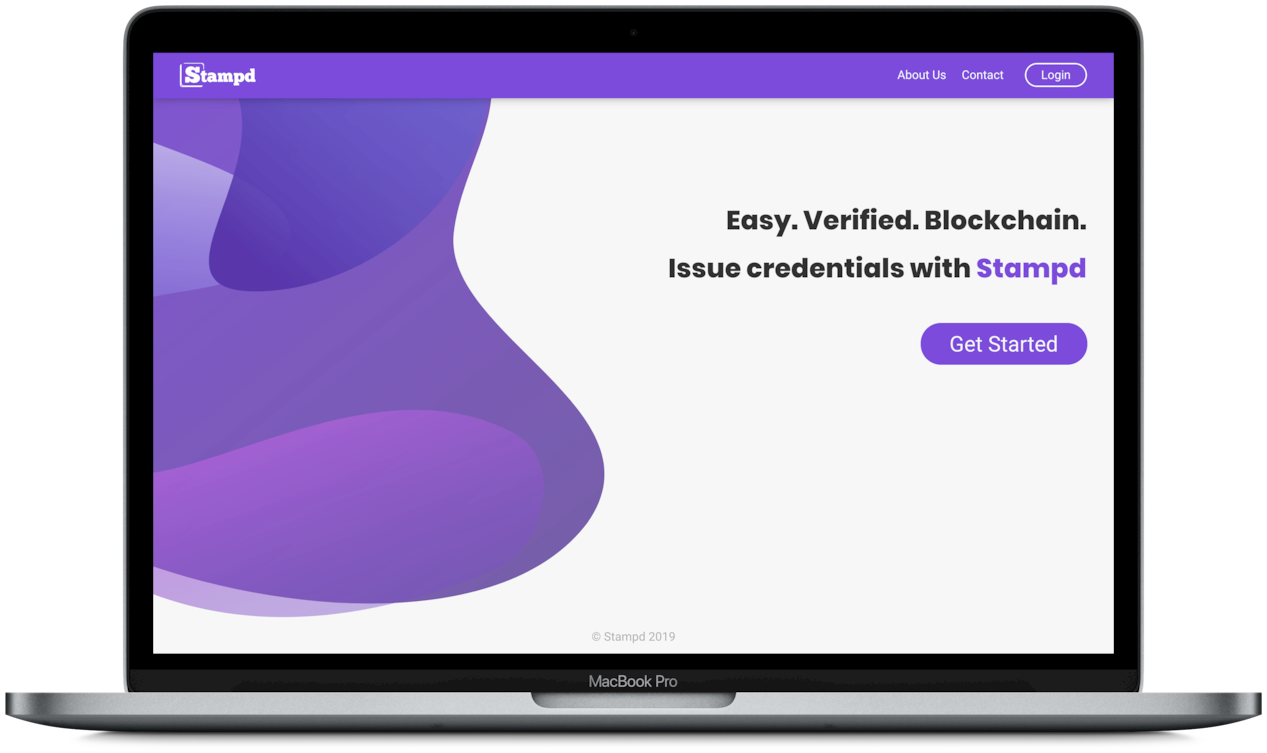 Stampd
About Us
Contact
Login
Easy. Verified. Blockchain.
Issue credentials with Stampd
Get Started
© Stampd 2019
MacBook Pro